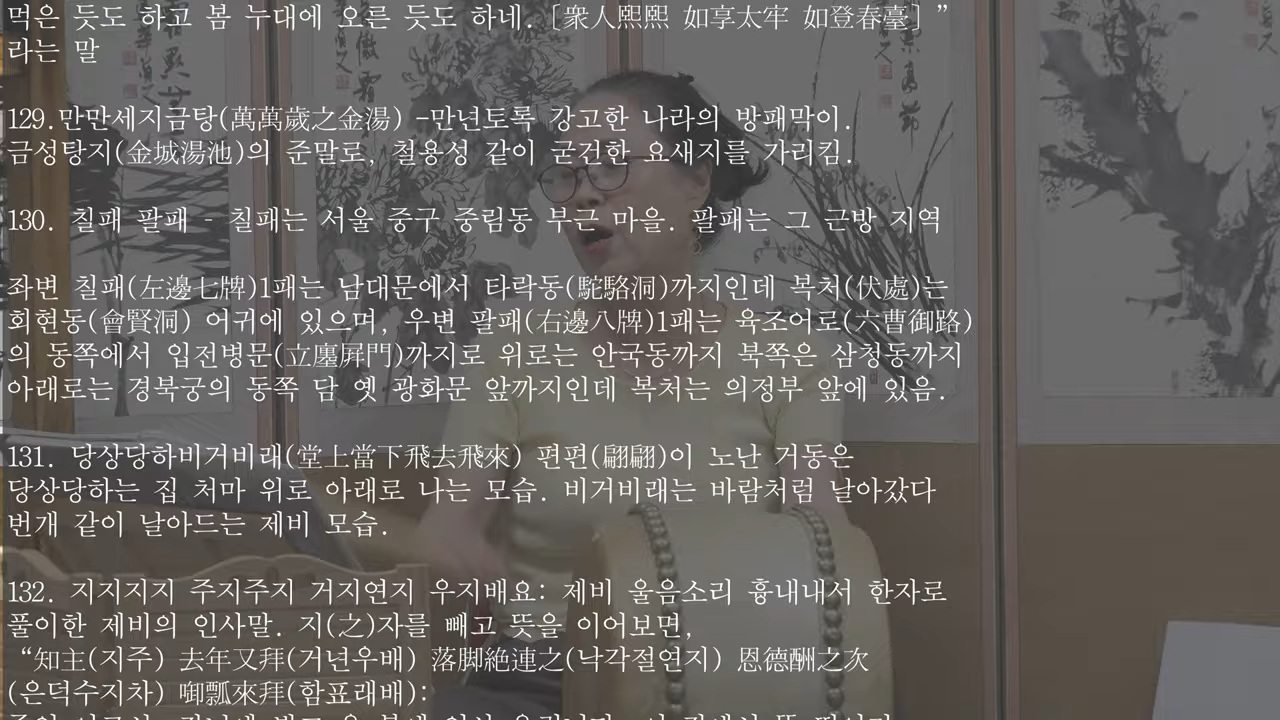 먹은 듯도 하고 봄 누대에 오른 듯도 하네. [衆人熙熙 如享太牢 如登春臺] ”
라는 말
129.만만세지금탕(萬萬歲之金湯) -만년토록 강고한 나라의 방패막이.
금성탕지(金城湯池)의 준말로, 철용성 같이 굳건한 요새지를 가리킴.
130. 칠패 팔패 - 칠패는 서울 중구 중림동 부근 마을. 팔패는 그 근방 지역
좌변 칠패(左邊七牌)1패는 남대문에서 타락동(駝駱洞)까지인데 복처(伏處)는
회현동(會賢洞) 어귀에 있으며, 우변 팔패(右邊八牌)1패는 육조어로(六曹御路)
의 동쪽에서 입전병문(立廛屛門)까지로 위로는 안국동까지 북쪽은 삼청동까지
아래로는 경북궁의 동쪽 담 옛 광화문 앞까지인데 복처는 의정부 앞에 있음.
131. 당상당하비거비래(堂上當下飛去飛來) 편편(翩翩)이 노난 거동은
당상당하는 집 처마 위로 아래로 나는 모습. 비거비래는 바람처럼 날아갔다
번개 같이 날아드는 제비 모습.
132. 지지지지 주지주지 거지연지 우지배요: 제비 울음소리 흉내내서 한자로
풀이한 제비의 인사말. 지(之)자를 빼고 뜻을 이어보면,
“知主(지주) 去年又拜(거년우배) 落脚絶連之(낙각절연지) 恩德酬之次
(은덕수지차) 啣瓢來拜(함표래배):